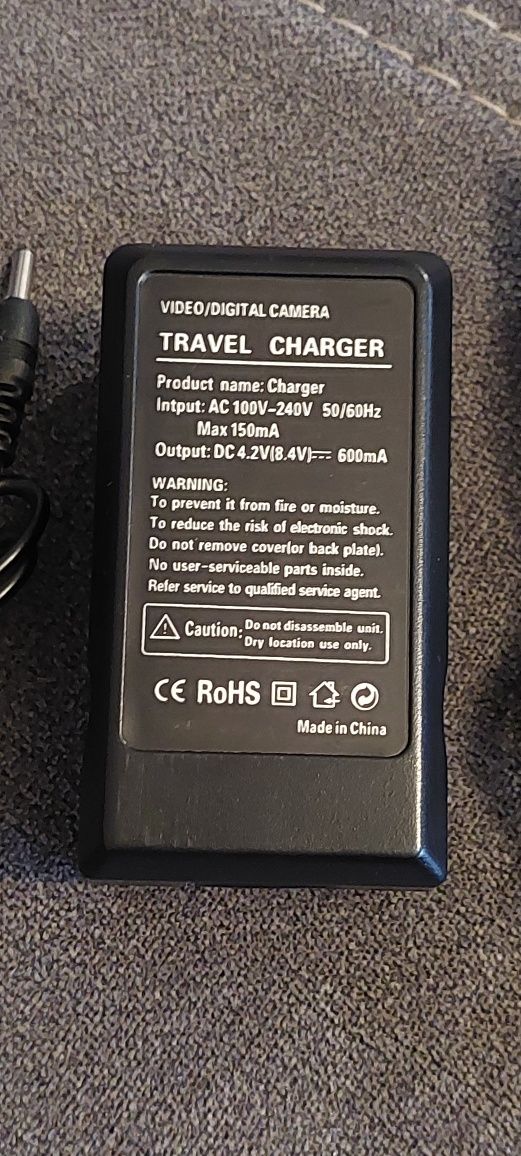 VIDEO/DIGITAL CAMERA
TRAVEL CHARGER
Product name: Charger
Intput: AC 100V-240V 50/60Hz
Max 150mA
Output: DC 4.2V(8.4V)⎓ 600mA
WARNING:
To prevent it from fire or moisture.
To reduce the risk of electronic shock.
Do not remove cover(or back plate).
No user-serviceable parts inside.
Refer service to qualified service agent.
Caution: Do not disassemble unit.
Dry location use only.
CE RoHS
Made in China